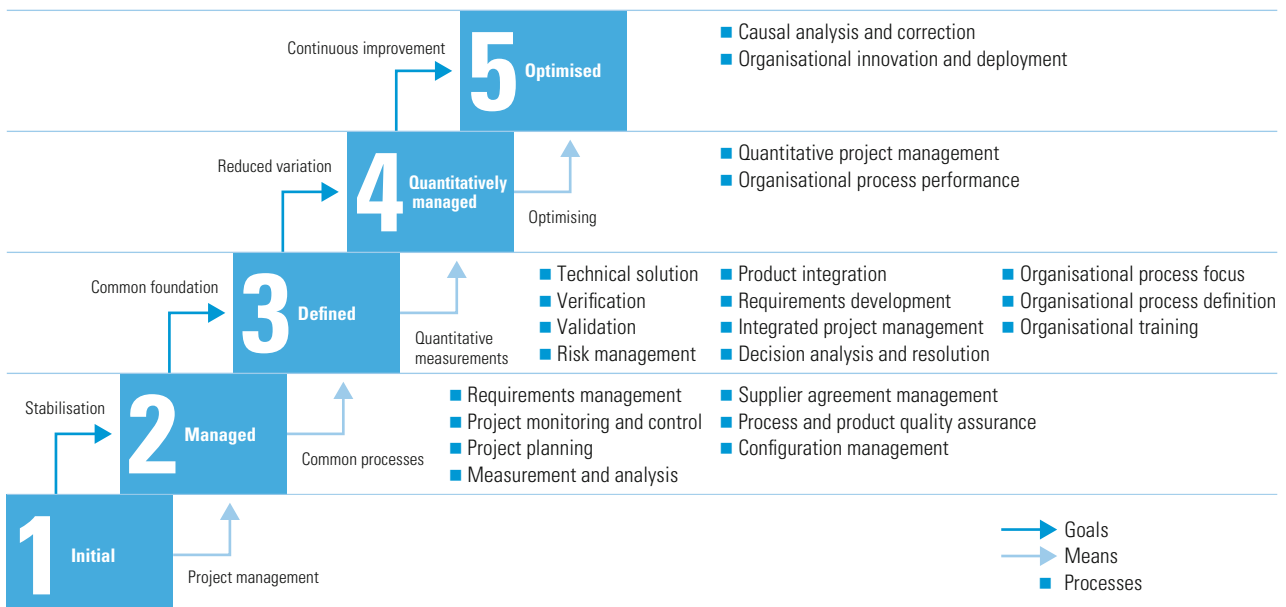 Continuous improvement
5 Optimised
Causal analysis and correction
Organisational innovation and deployment
Reduced variation
4 Quantitatively
managed
Optimising
Quantitative project management
Organisational process performance
Common foundation
3 Defined
Quantitative
measurements
Technical solution
Verification
Validation
Risk management
Product integration
Requirements development
Integrated project management
Decision analysis and resolution
Organisational process focus
Organisational process definition
Organisational training
Stabilisation
2 Managed
Common processes
Requirements management
Project monitoring and control
Project planning
Measurement and analysis
Supplier agreement management
Process and product quality assurance
Configuration management
1 Initial
Project management
Goals
Means
Processes